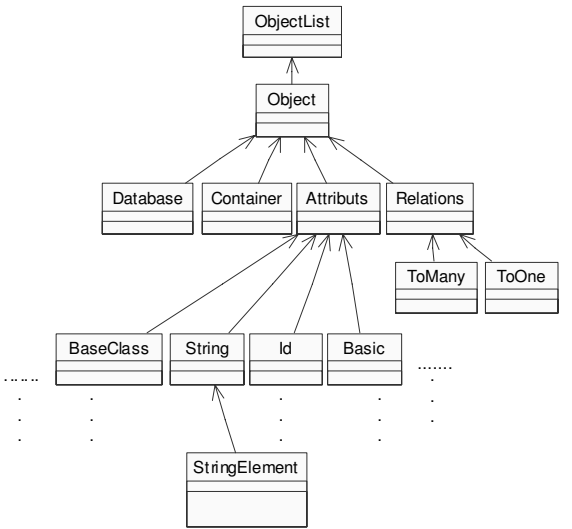 ObjectList
Object
Database Container Attributs Relations
ToMany ToOne
BaseClass String Id Basic
StringElement